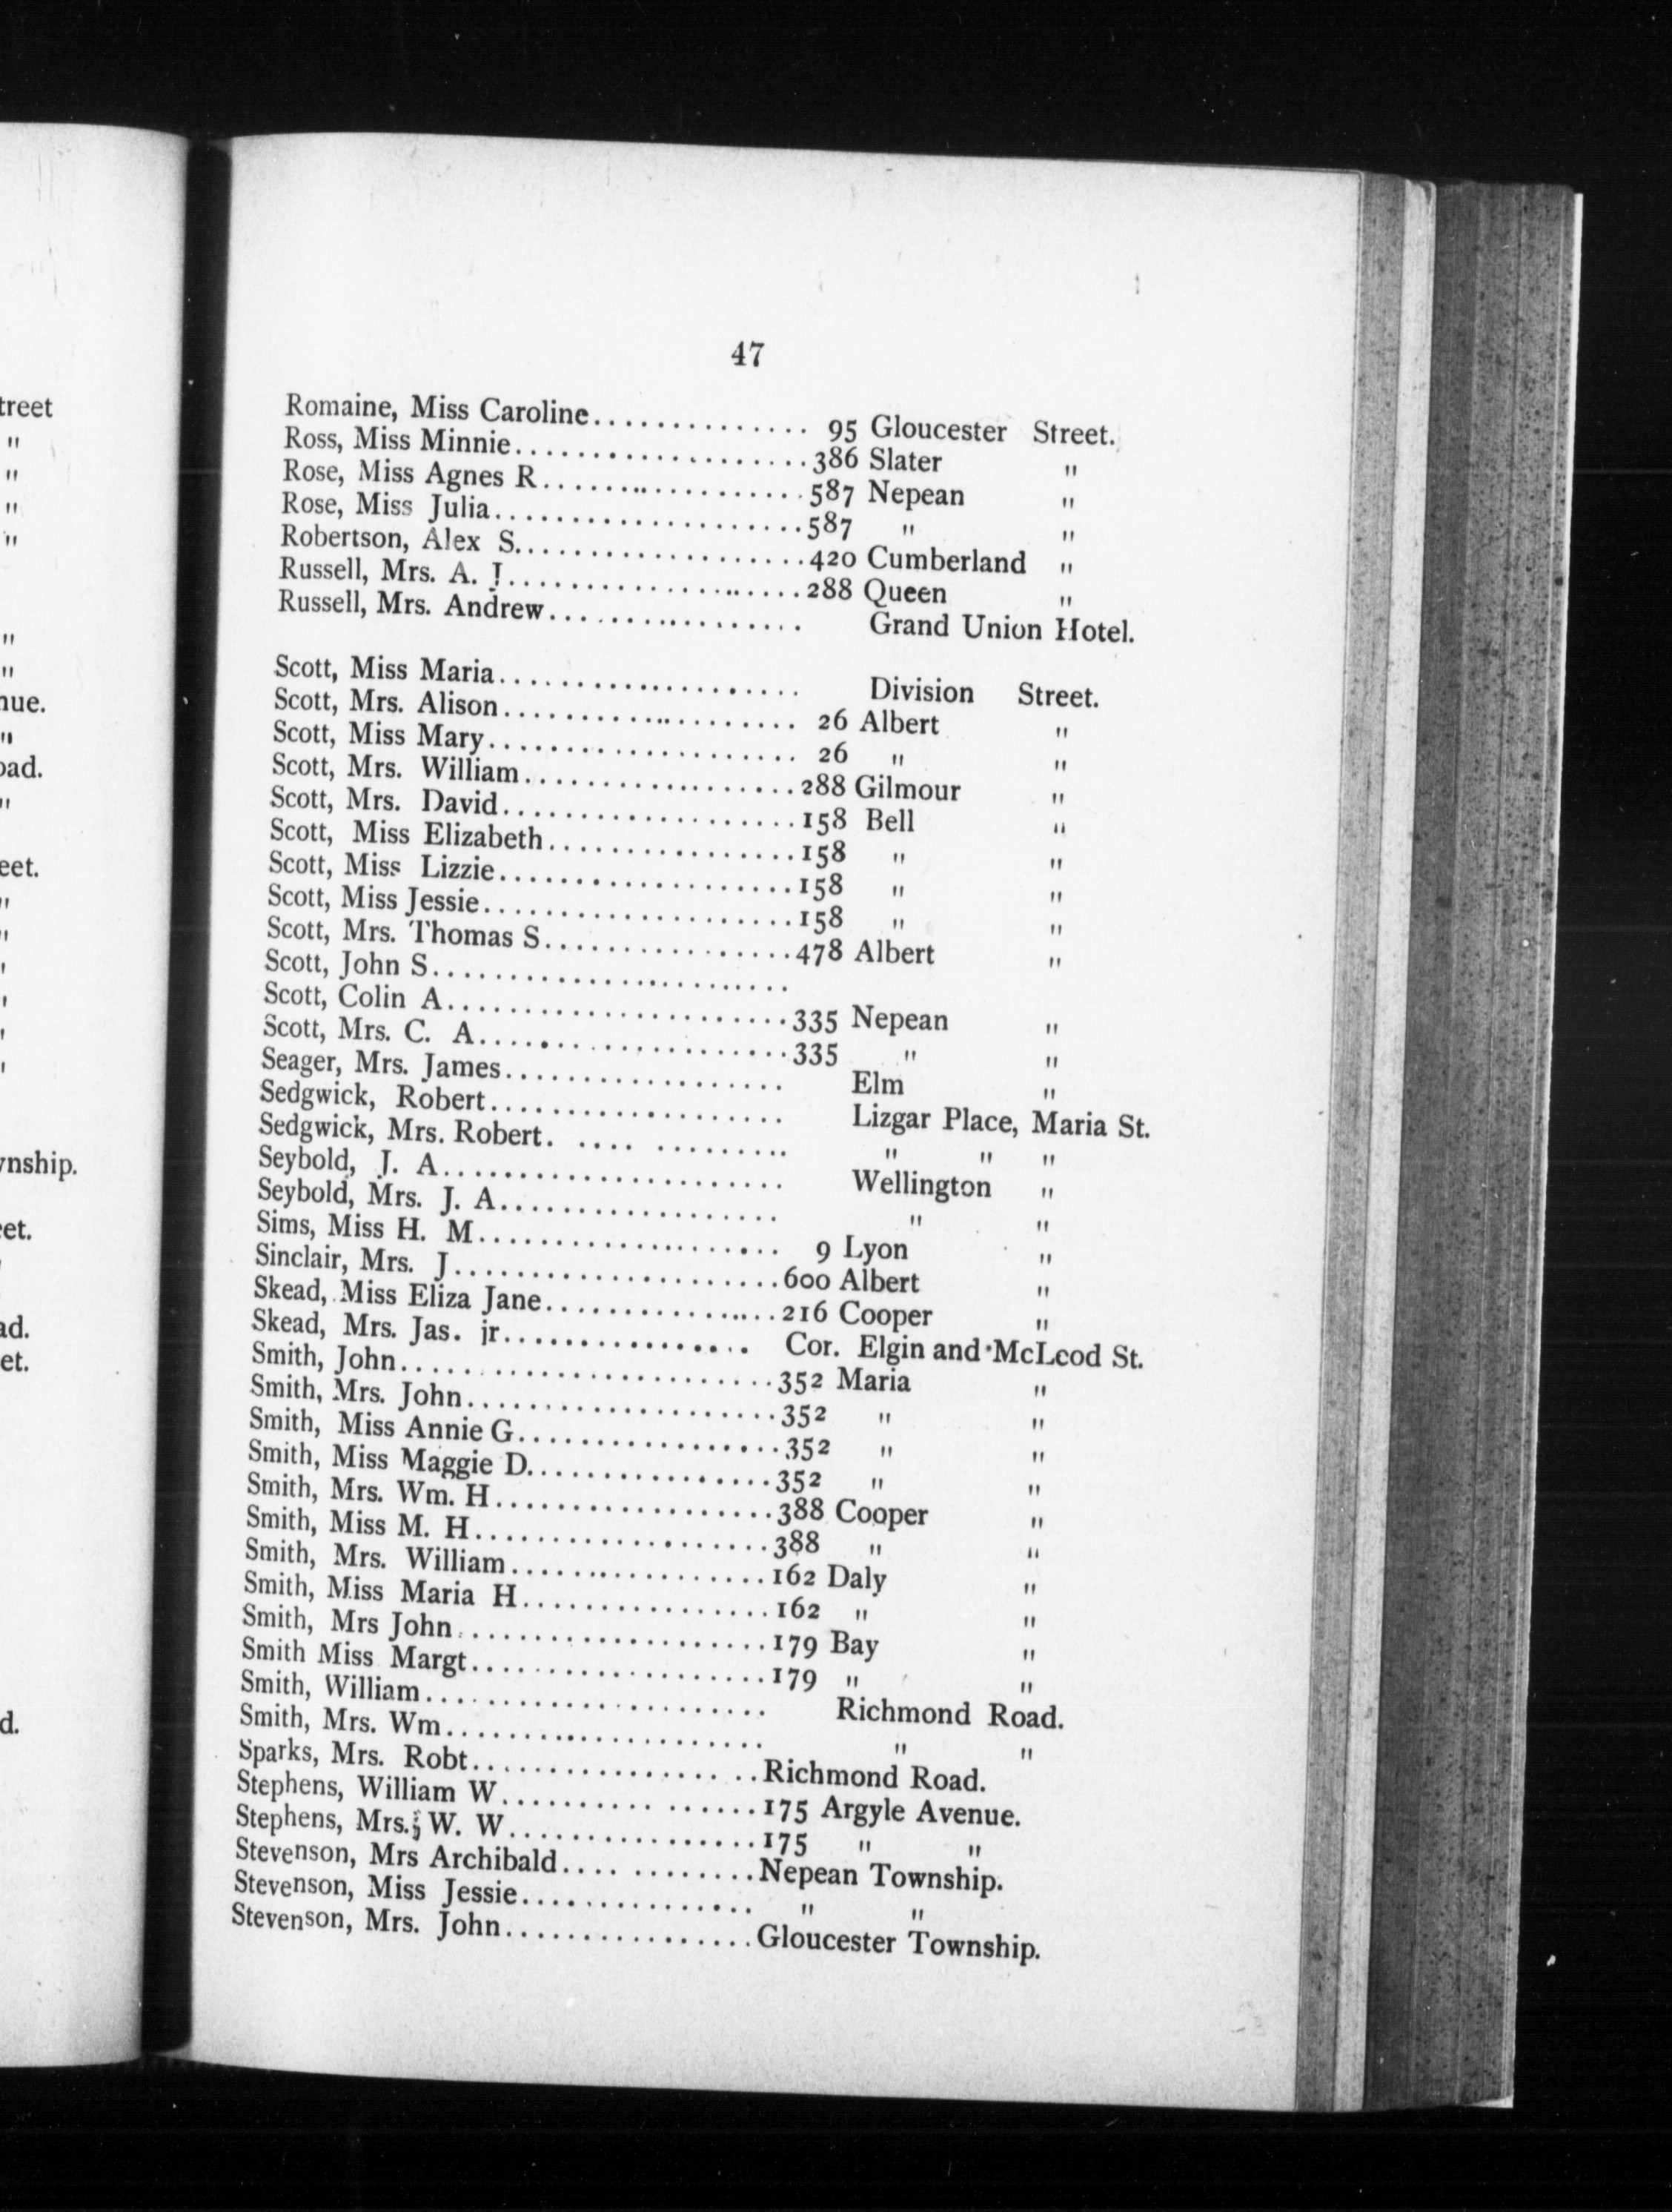 47
Romaine, Miss Caroline.............. 95 Gloucester Street.
Ross, Miss Minnie...................386 Slater "
Rose, Miss Agnes R.................587 Nepean "
Rose, Miss Julia....................587 " "
Robertson, Alex S...................420 Cumberland "
Russell, Mrs. A. J...................288 Queen "
Russell, Mrs. Andrew................ Grand Union Hotel.
Scott, Miss Maria.................... Division Street.
Scott, Mrs. Alison................... 26 Albert "
Scott, Miss Mary.................... 26 " "
Scott, Mrs. William..................288 Gilmour "
Scott, Mrs. David...................158 Bell "
Scott, Miss Elizabeth................158 " "
Scott, Miss Lizzie...................158 " "
Scott, Miss Jessie....................158 " "
Scott, Mrs. Thomas S................478 Albert "
Scott, John S.......................
Scott, Colin A......................335 Nepean "
Scott, Mrs. C. A....................335 " "
Seager, Mrs. James.................. Elm "
Sedgwick, Robert................... Lizgar Place, Maria St.
Sedgwick, Mrs. Robert. .... ......... " " "
Seybold, J. A...................... Wellington "
Seybold, Mrs. J. A.................. " "
Sims, Miss H. M................... 9 Lyon "
Sinclair, Mrs. J.....................600 Albert "
Skead, Miss Eliza Jane...............216 Cooper "
Skead, Mrs. Jas. jr................ Cor. Elgin and McLeod St.
Smith, John........................352 Maria "
Smith, Mrs. John....................352 " "
Smith, Miss Annie G.................352 " "
Smith, Miss Maggie D................352 " "
Smith, Mrs. Wm. H..................388 Cooper "
Smith, Miss M. H...................388 " "
Smith, Mrs. William.................162 Daly "
Smith, Miss Maria H................162 " "
Smith, Mrs John....................179 Bay "
Smith Miss Margt...................179 " "
Smith, William...................... Richmond Road.
Smith, Mrs. Wm.................... " "
Sparks, Mrs. Robt................. ..Richmond Road.
Stephens, William W.......... ......175 Argyle Avenue.
Stephens, Mrs. W. W................175 " "
Stevenson, Mrs Archibald.... ........Nepean Township.
Stevenson, Miss Jessie............... " "
Stevenson, Mrs. John................Gloucester Township.
treet
"
"
"
"
"
"
"
"
"
eet.
"
"
et.
ad.
et.
d.